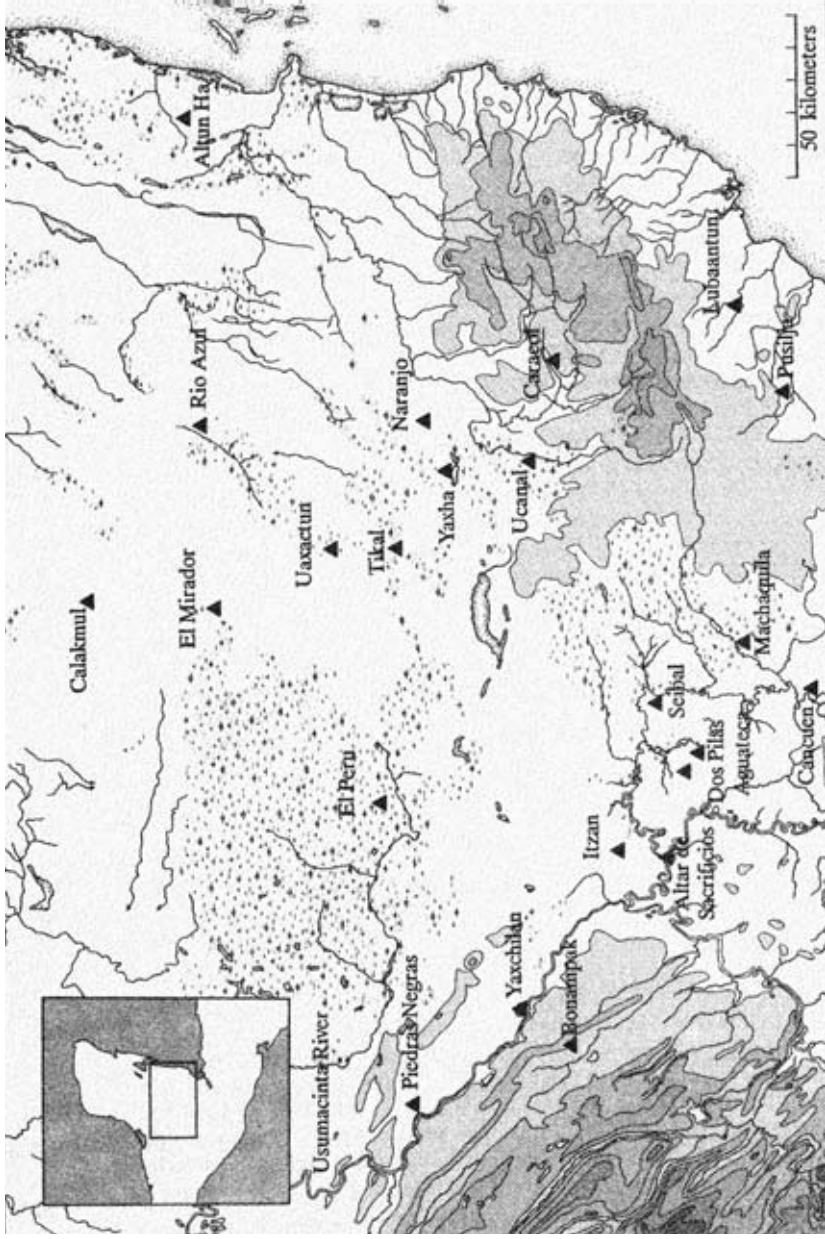 Calakmul
Rio Azul
Altun Ha
El Mirador
Uaxactun
Usumacinta River
El Peru
Tikal
Naranjo
Piedras Negras
Yaxha
Yaxchilan
Ucanal
Caracol
Bonampak
Itzan
Seibal
Altar de
Sacrificios
Dos Pilas
Lubaantun
Aguateca
Machaquila
Pusilha
Cancuen
50 kilometers